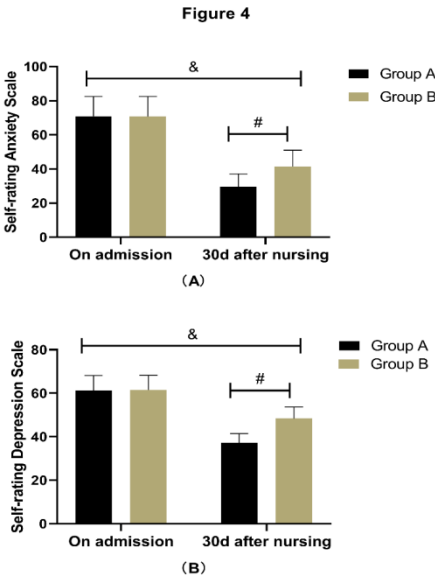 Figure 4
&
Group A
Group B
#
Self-rating Anxiety Scale
100
80
60
40
20
0
On admission 30d after nursing
(A)
&
Group A
Group B
#
Self-rating Depression Scale
80
60
40
20
0
On admission 30d after nursing
(B)